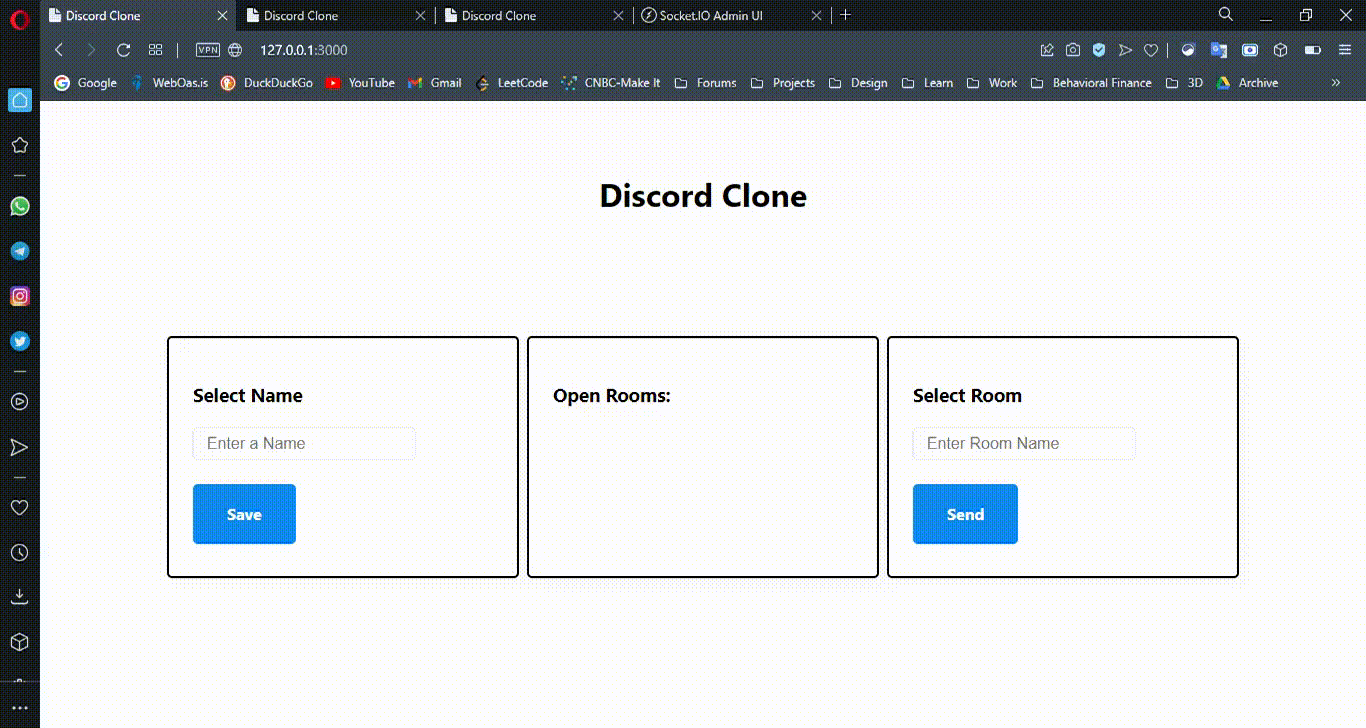 Discord Clone
Discord Clone
Discord Clone
Socket.IO Admin UI
VPN
127.0.0.1:3000
Google
WebOas.is
DuckDuckGo
YouTube
Gmail
LeetCode
CNBC-Make It
Forums
Projects
Design
Learn
Work
Behavioral Finance
3D
Archive
Discord Clone
Select Name
Enter a Name
Save
Open Rooms:
Select Room
Enter Room Name
Send